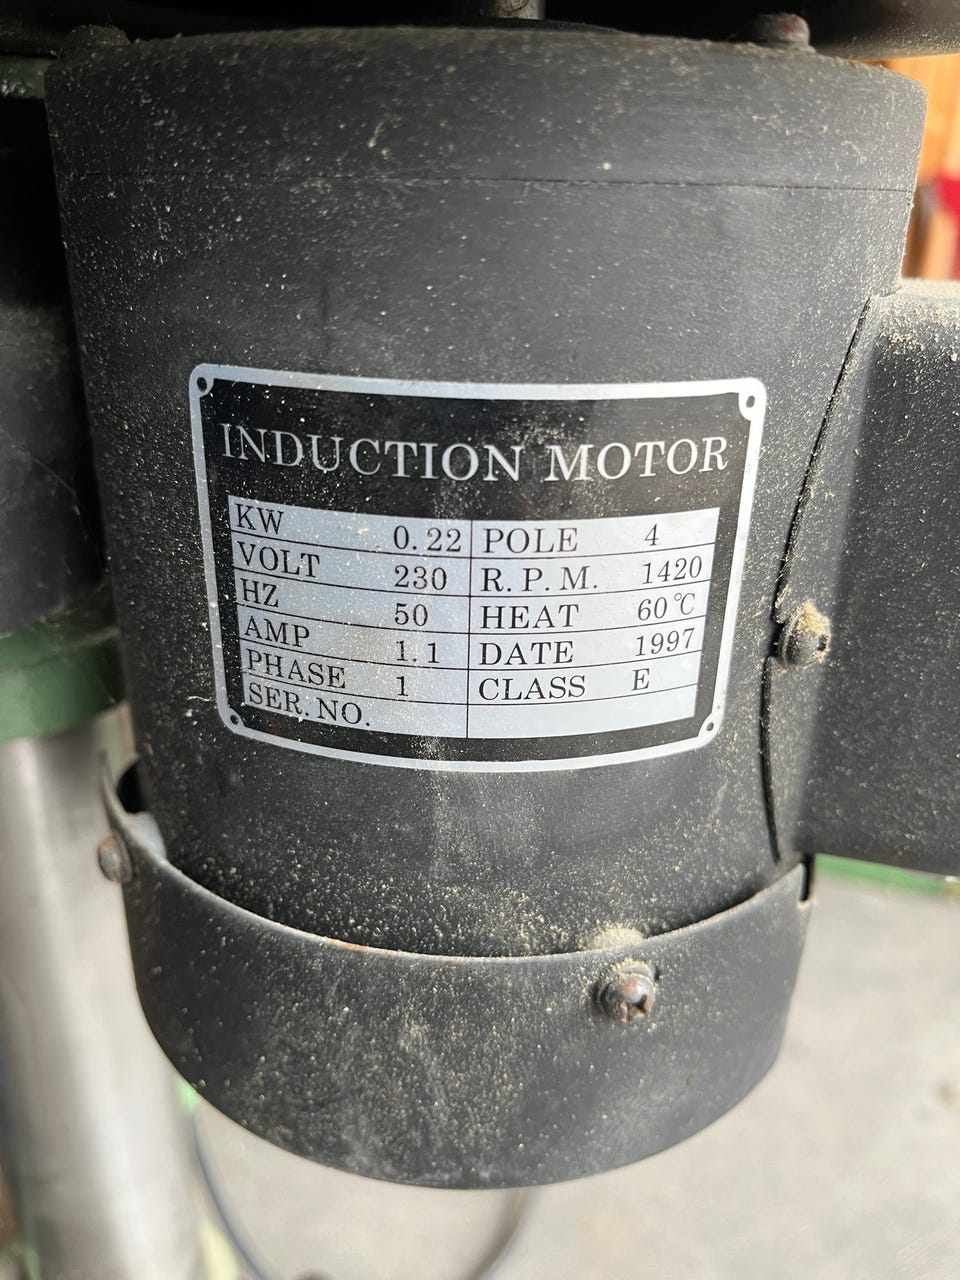 INDUCTION MOTOR
KW 0.22 POLE 4
VOLT 230 R.P.M. 1420
HZ 50 HEAT 60℃
AMP 1.1 DATE 1997
PHASE 1 CLASS E
SER. NO.